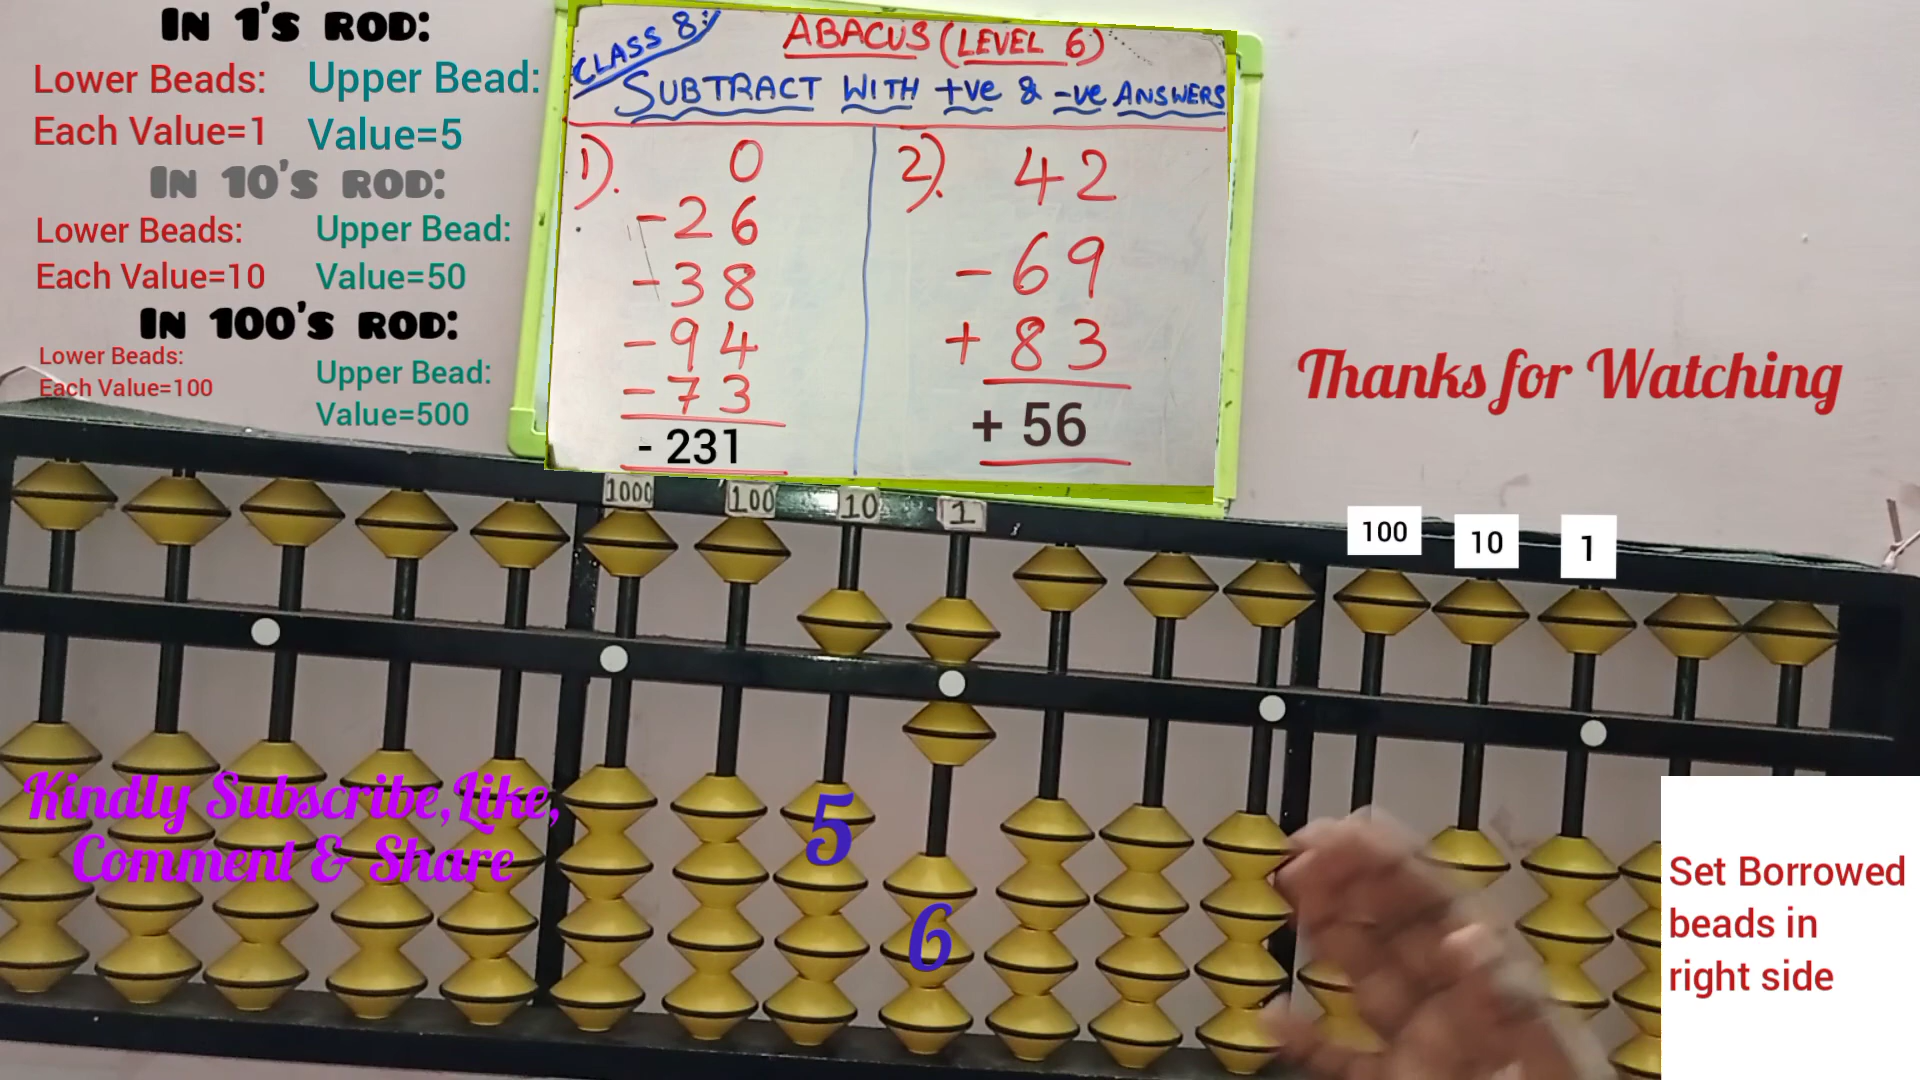 In 1's rod:
Lower Beads: Upper Bead:
Each Value=1 Value=5
In 10's rod:
Lower Beads: Upper Bead:
Each Value=10 Value=50
In 100's rod:
Lower Beads: Upper Bead:
Each Value=100 Value=500
CLASS 8:
ABACUS (LEVEL 6)
SUBTRACT WITH +ve & -ve ANSWERS
1). 0
-26
-38
-94
-73
- 231
2). 42
-69
+83
+ 56
Thanks for Watching
1000 100 10 1
100 10 1
Kindly Subscribe,Like,
Comment & Share
5
6
Set Borrowed
beads in
right side